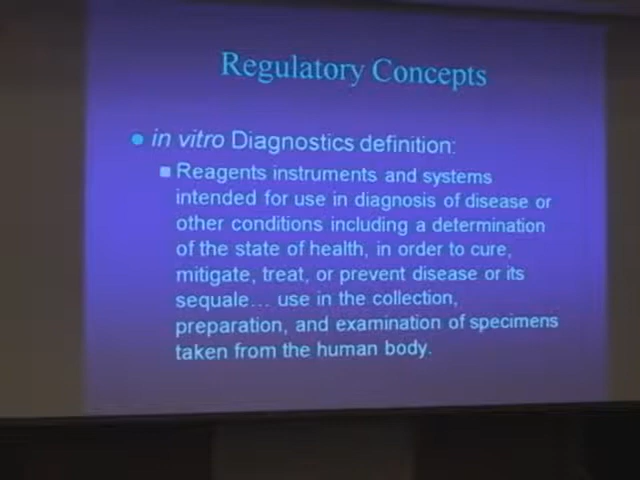 Regulatory Concepts
in vitro Diagnostics definition:
Reagents instruments and systems
intended for use in diagnosis of disease or
other conditions including a determination
of the state of health, in order to cure,
mitigate, treat, or prevent disease or its
sequale... use in the collection,
preparation, and examination of specimens
taken from the human body.